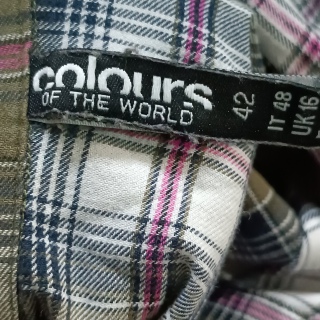 colours
OF THE WORLD
42
IT 48
UK 16